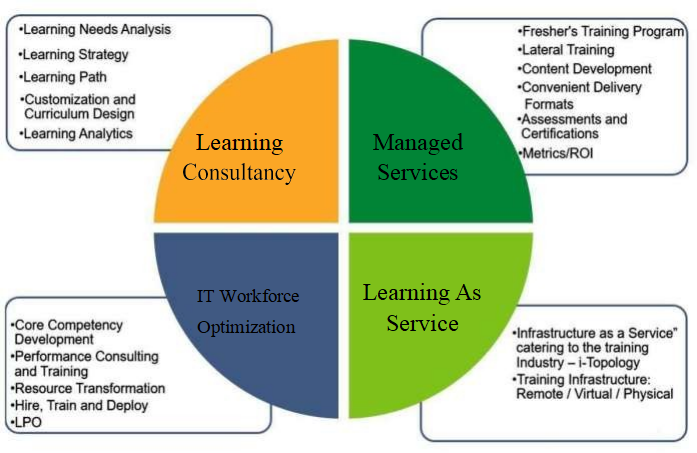 •Learning Needs Analysis
•Learning Strategy
•Learning Path
•Customization and
Curriculum Design
•Learning Analytics
•Fresher's Training Program
•Lateral Training
•Content Development
•Convenient Delivery
Formats
•Assessments and
Certifications
•Metrics/ROI
Learning
Consultancy
Managed
Services
IT Workforce
Optimization
Learning As
Service
•Core Competency
Development
•Performance Consulting
and Training
•Resource Transformation
•Hire, Train and Deploy
•LPO
•Infrastructure as a Service”
catering to the training
Industry – i-Topology
•Training Infrastructure:
Remote / Virtual / Physical